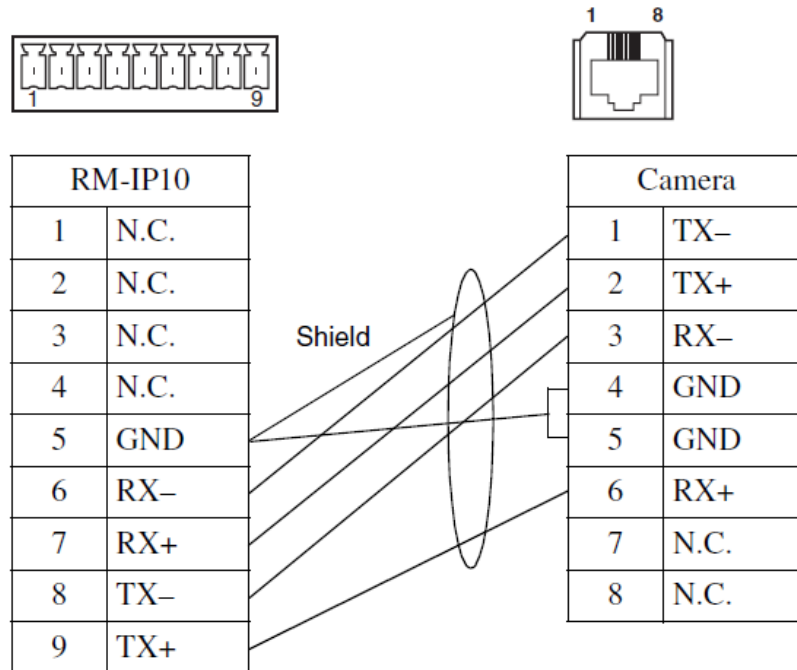 1 8
1 9
RM-IP10
1 N.C.
2 N.C.
3 N.C.
4 N.C.
5 GND
6 RX–
7 RX+
8 TX–
9 TX+
Shield
Camera
1 TX–
2 TX+
3 RX–
4 GND
5 GND
6 RX+
7 N.C.
8 N.C.